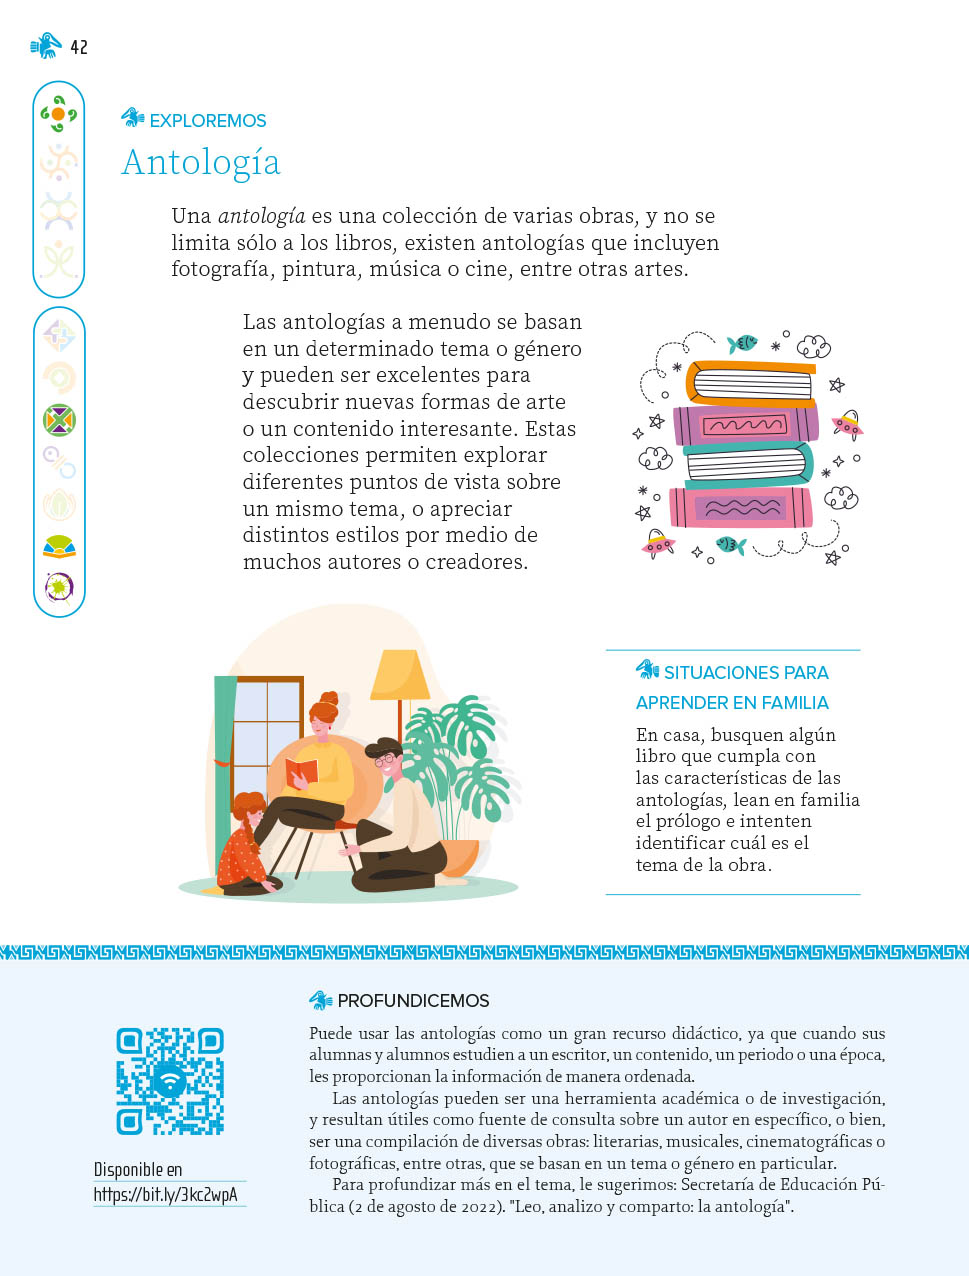 42
EXPLOREMOS
Antología
Una antología es una colección de varias obras, y no se
limita sólo a los libros, existen antologías que incluyen
fotografía, pintura, música o cine, entre otras artes.
Las antologías a menudo se basan
en un determinado tema o género
y pueden ser excelentes para
descubrir nuevas formas de arte
o un contenido interesante. Estas
colecciones permiten explorar
diferentes puntos de vista sobre
un mismo tema, o apreciar
distintos estilos por medio de
muchos autores o creadores.
SITUACIONES PARA
APRENDER EN FAMILIA
En casa, busquen algún
libro que cumpla con
las características de las
antologías, lean en familia
el prólogo e intenten
identificar cuál es el
tema de la obra.
PROFUNDICEMOS
Puede usar las antologías como un gran recurso didáctico, ya que cuando sus
alumnas y alumnos estudien a un escritor, un contenido, un periodo o una época,
les proporcionan la información de manera ordenada.
Las antologías pueden ser una herramienta académica o de investigación,
y resultan útiles como fuente de consulta sobre un autor en específico, o bien,
ser una compilación de diversas obras: literarias, musicales, cinematográficas o
fotográficas, entre otras, que se basan en un tema o género en particular.
Para profundizar más en el tema, le sugerimos: Secretaría de Educación Pú-
blica (2 de agosto de 2022). "Leo, analizo y comparto: la antología".
Disponible en
https://bit.ly/3kc2wpA